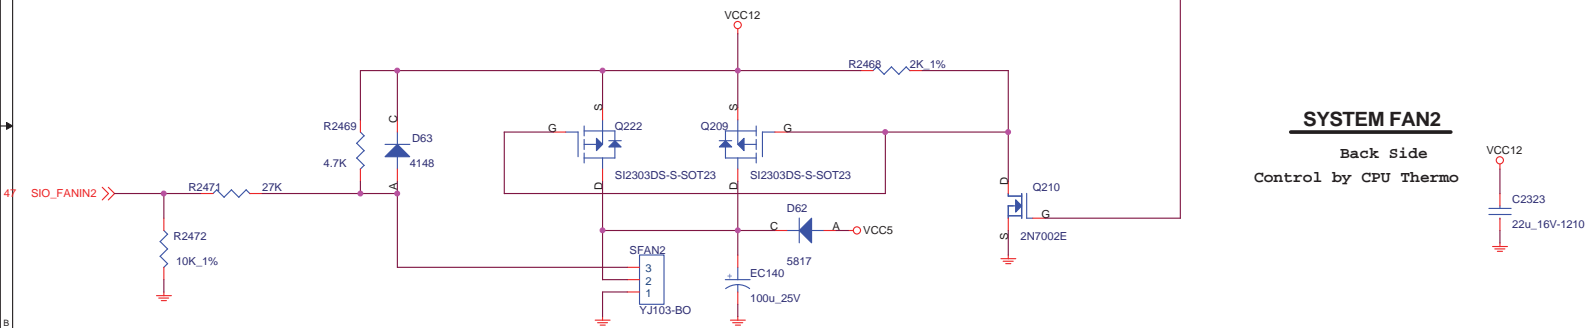 VCC12
R2468 2K_1%
S
S
C
R2469
D63
4.7K
4148
A
G
Q222
Q209
G
SI2303DS-S-SOT23
SI2303DS-S-SOT23
D
D
47 SIO_FANIN2
R2471
27K
R2472
10K_1%
D62
C
A
VCC5
5817
SFAN2
3
2
1
YJ103-BO
+
EC140
100u_25V
D
Q210
G
S
2N7002E
SYSTEM FAN2
Back Side
Control by CPU Thermo
VCC12
C2323
22u_16V-1210
B